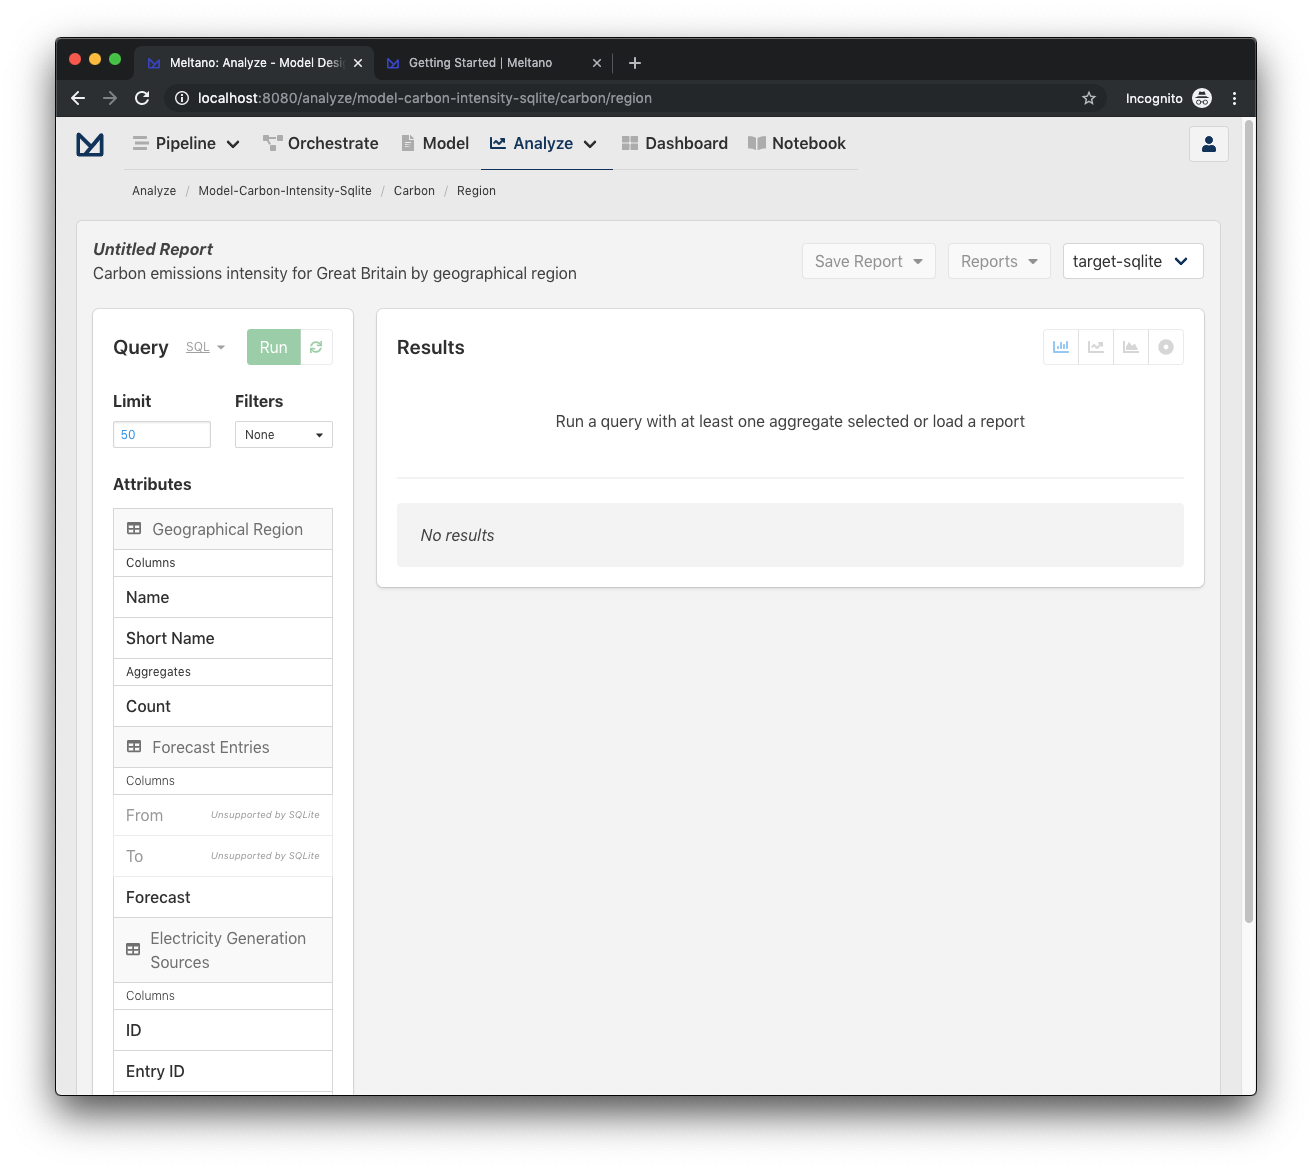 Meltano: Analyze - Model Desi
Getting Started | Meltano
localhost:8080/analyze/model-carbon-intensity-sqlite/carbon/region
Incognito
Pipeline
Orchestrate
Model
Analyze
Dashboard
Notebook
Analyze / Model-Carbon-Intensity-Sqlite / Carbon / Region
Untitled Report
Carbon emissions intensity for Great Britain by geographical region
Save Report
Reports
target-sqlite
Query
SQL
Run
Limit
Filters
50
None
Attributes
Geographical Region
Columns
Name
Short Name
Aggregates
Count
Forecast Entries
Columns
From
Unsupported by SQLite
To
Unsupported by SQLite
Forecast
Electricity Generation
Sources
Columns
ID
Entry ID
Results
Run a query with at least one aggregate selected or load a report
No results